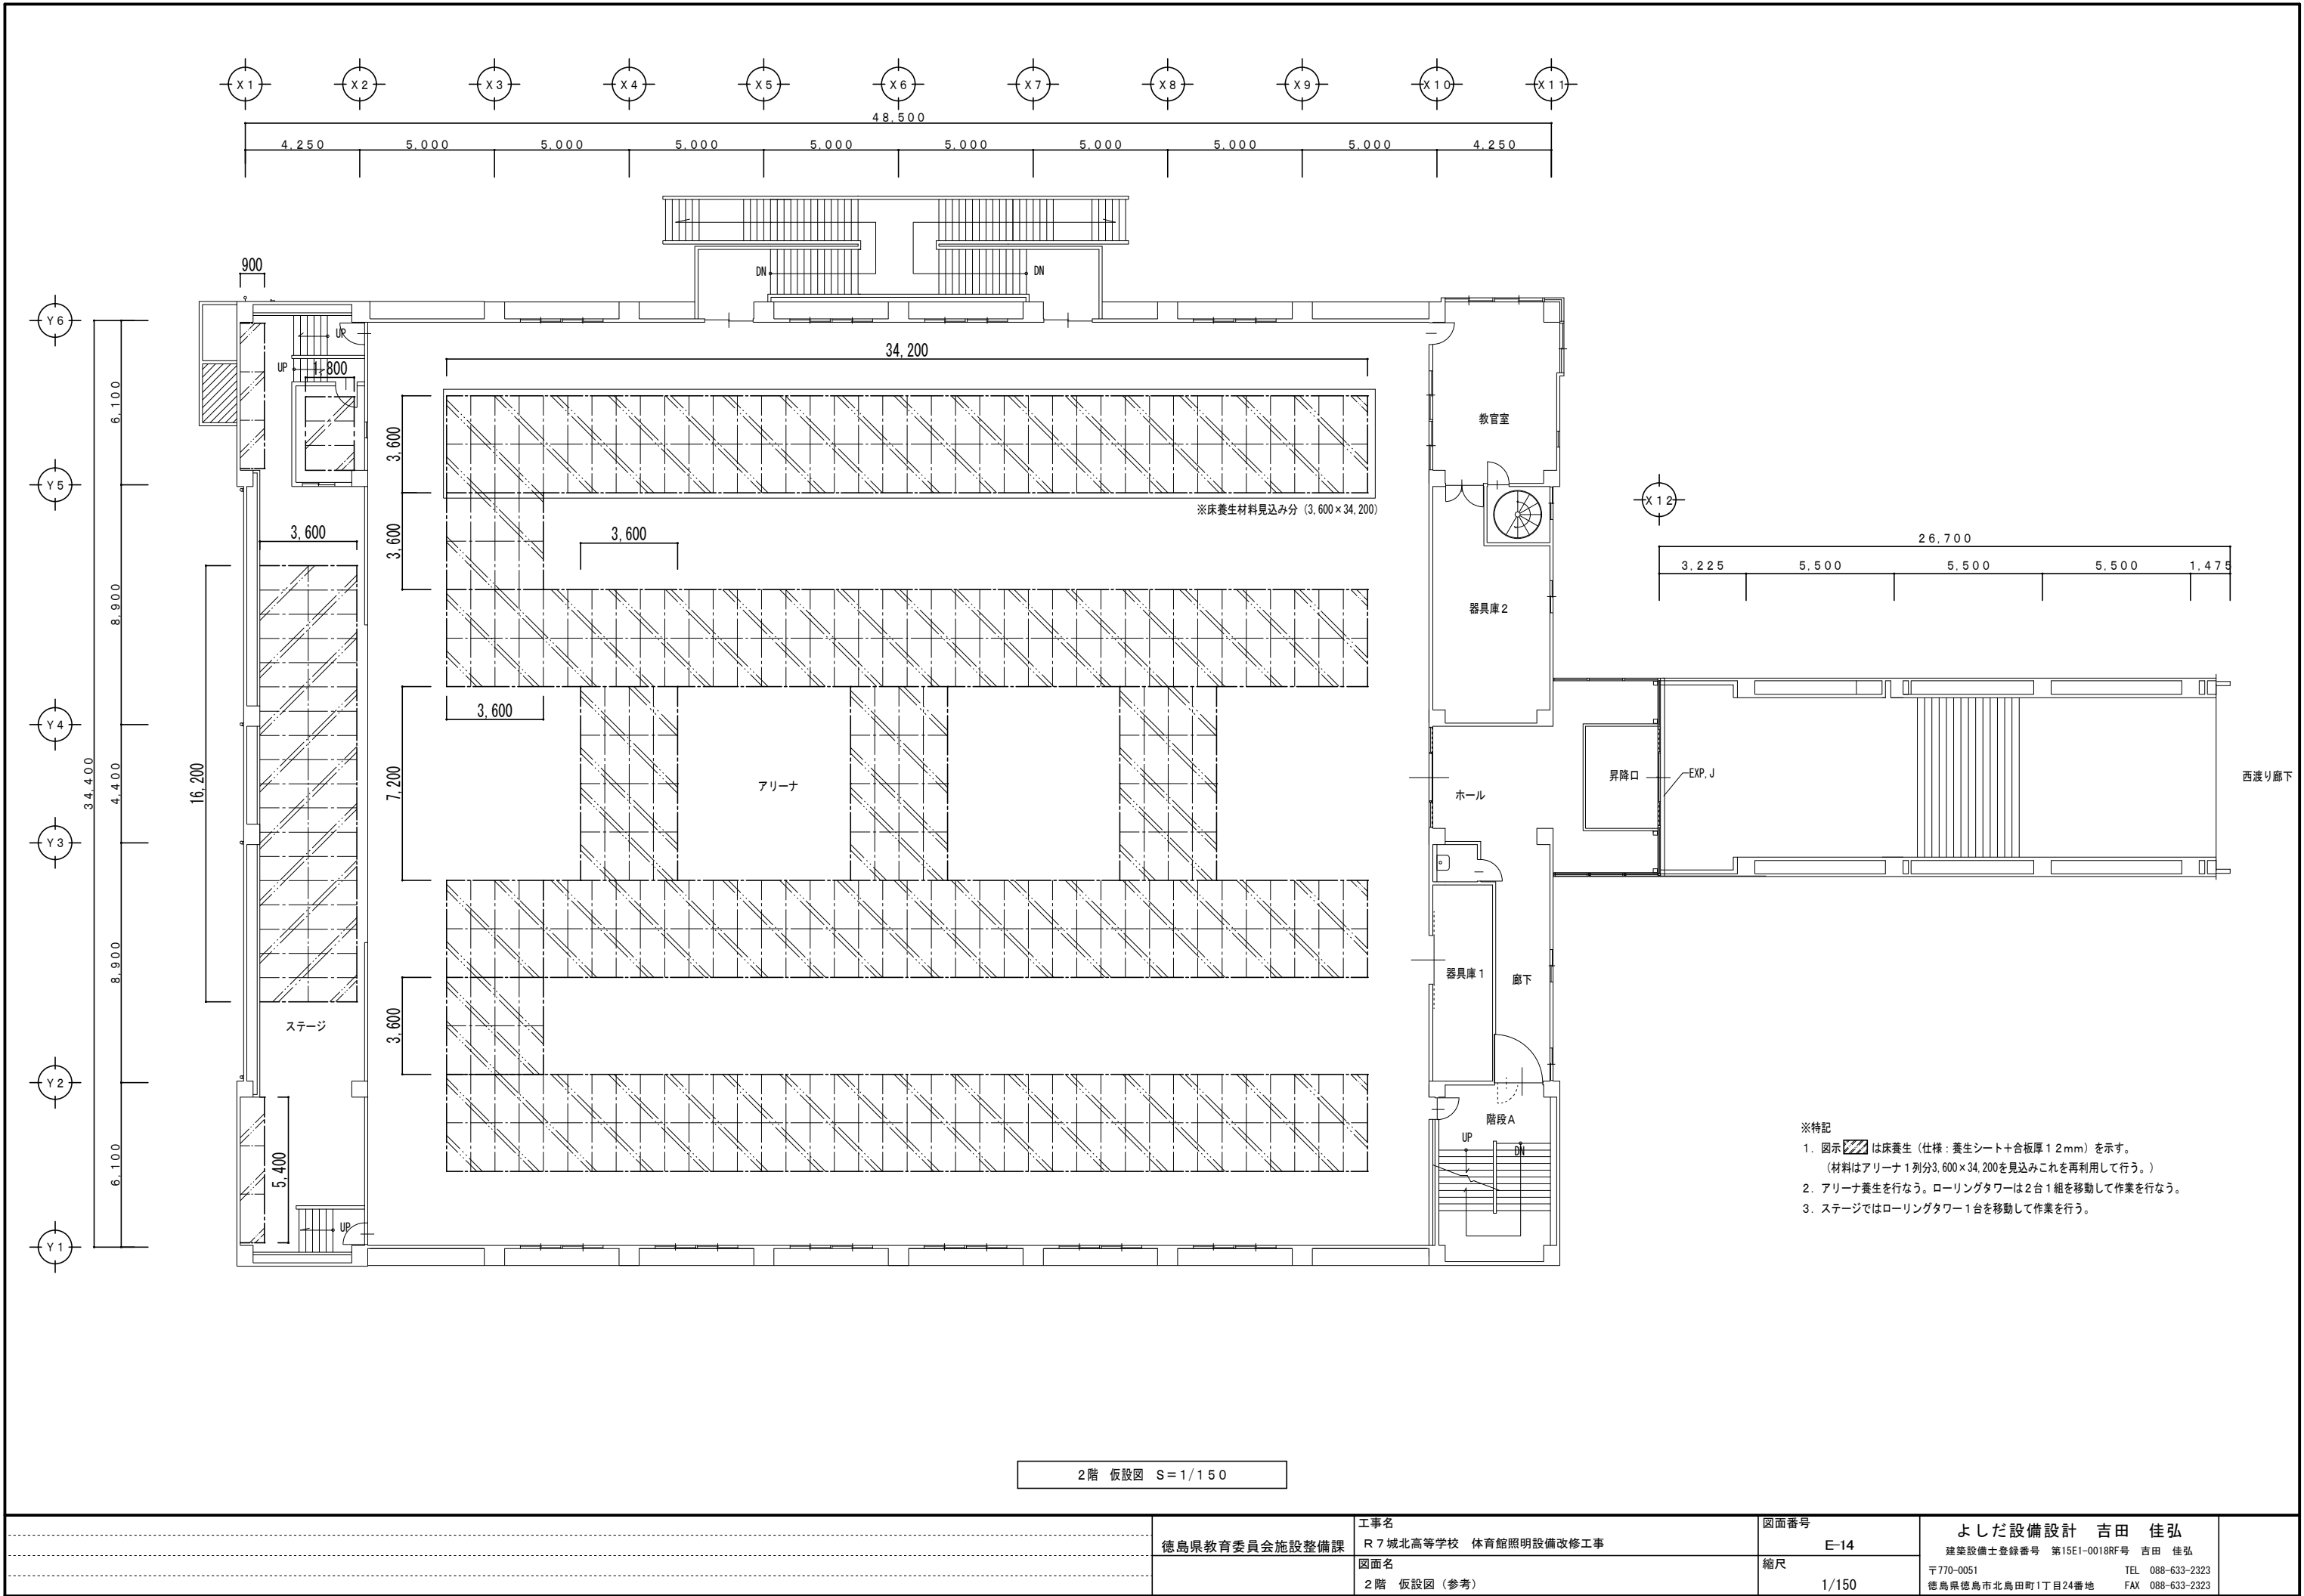 X1 X2 X3 X4 X5 X6 X7 X8 X9 X10 X11
48,500
4,250 5,000 5,000 5,000 5,000 5,000 5,000 5,000 5,000 4,250
DN DN
900
Y6
UP
UP
1,800
34,200
6,100
3,600
教官室
Y5
X12
※床養生材料見込み分（3,600×34,200）
3,600
3,600
3,600
26,700
3,225 5,500 5,500 5,500 1,475
8,900
器具庫2
3,600
Y4
34,400
4,400
16,200
7,200
アリーナ
ホール
昇降口
EXP,J
西渡り廊下
Y3
8,900
器具庫1
廊下
ステージ
3,600
Y2
階段A
UP
DN
6,100
5,400
UP
Y1
※特記
1．図示 は床養生（仕様：養生シート＋合板厚12mm）を示す。
（材料はアリーナ1列分3,600×34,200を見込みこれを再利用して行う。）
2．アリーナ養生を行なう。ローリングタワーは2台1組を移動して作業を行なう。
3．ステージではローリングタワー1台を移動して作業を行う。
2階 仮設図 S＝1/150
徳島県教育委員会施設整備課
工事名
R7城北高等学校 体育館照明設備改修工事
図面名
2階 仮設図（参考）
図面番号
E-14
縮尺
1/150
よしだ設備設計 吉田 佳弘
建築設備士登録番号 第15E1-0018RF号 吉田 佳弘
〒770-0051 TEL 088-633-2323
徳島県徳島市北島田町1丁目24番地 FAX 088-633-2323